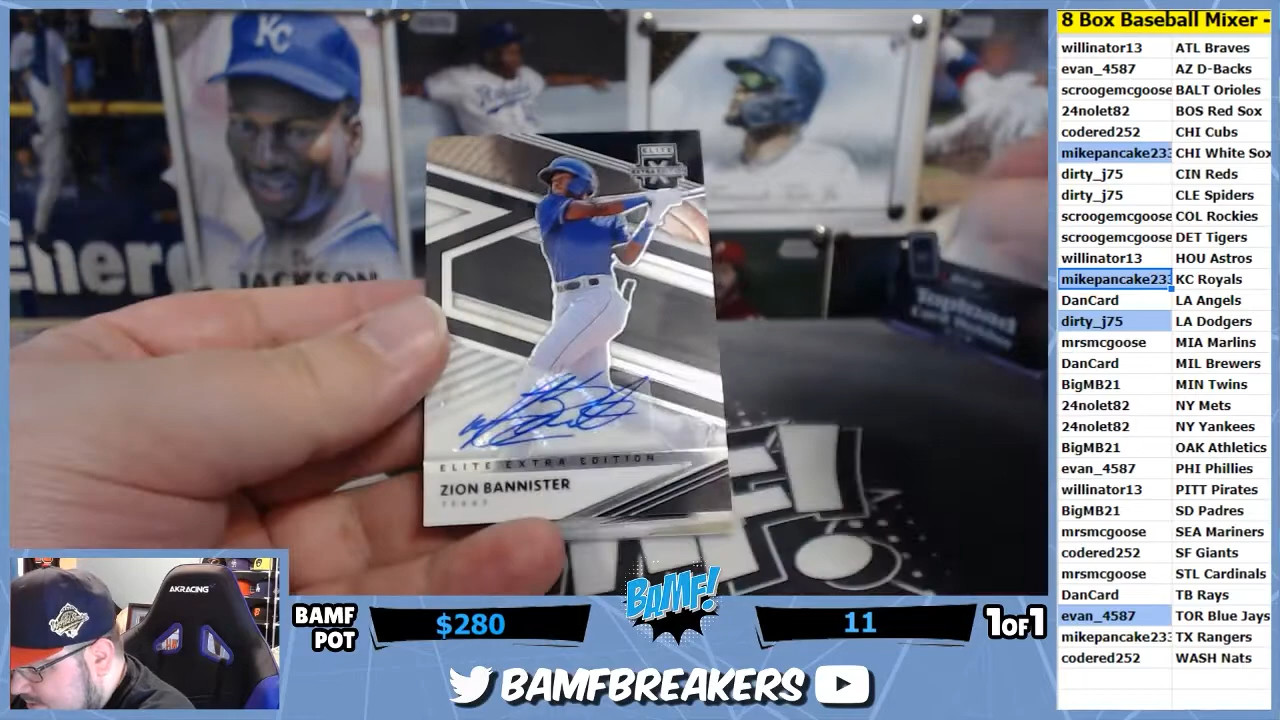 8 Box Baseball Mixer -
willinator13 ATL Braves
evan_4587 AZ D-Backs
scroogemcgoose BALT Orioles
24nolet82 BOS Red Sox
codered252 CHI Cubs
mikepancake233 CHI White Sox
dirty_j75 CIN Reds
dirty_j75 CLE Spiders
scroogemcgoose COL Rockies
scroogemcgoose DET Tigers
willinator13 HOU Astros
mikepancake233 KC Royals
DanCard LA Angels
dirty_j75 LA Dodgers
mrsmcgoose MIA Marlins
DanCard MIL Brewers
BigMB21 MIN Twins
24nolet82 NY Mets
24nolet82 NY Yankees
BigMB21 OAK Athletics
evan_4587 PHI Phillies
willinator13 PITT Pirates
BigMB21 SD Padres
mrsmcgoose SEA Mariners
codered252 SF Giants
mrsmcgoose STL Cardinals
DanCard TB Rays
evan_4587 TOR Blue Jays
mikepancake233 TX Rangers
codered252 WASH Nats
KC
Energ
JACKSON
ELITE
ELITE EXTRA EDITION
ZION BANNISTER
AKRACING
BAMF
POT
$280
BAMF!
11
1OF1
BAMFBREAKERS